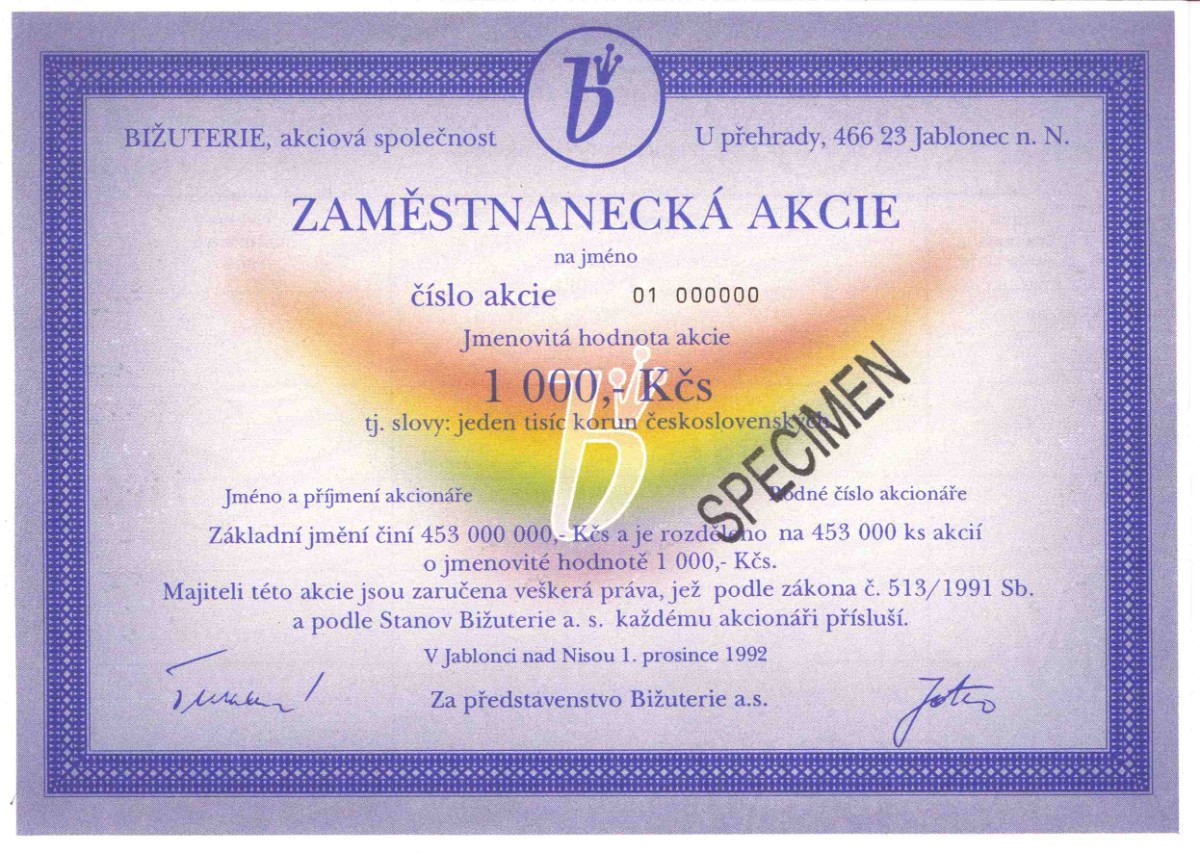 b
BIŽUTERIE, akciová společnost
U přehrady, 466 23 Jablonec n. N.
ZAMĚSTNANECKÁ AKCIE
na jméno
číslo akcie 01 000000
Jmenovitá hodnota akcie
1 000,- Kčs
tj. slovy: jeden tisíc korun československých
b
SPECIMEN
Jméno a příjmení akcionáře
Rodné číslo akcionáře
Základní jmění činí 453 000 000,- Kčs a je rozděleno na 453 000 ks akcií
o jmenovité hodnotě 1 000,- Kčs.
Majiteli této akcie jsou zaručena veškerá práva, jež podle zákona č. 513/1991 Sb.
a podle Stanov Bižuterie a. s. každému akcionáři přísluší.
V Jablonci nad Nisou 1. prosince 1992
Za představenstvo Bižuterie a.s.